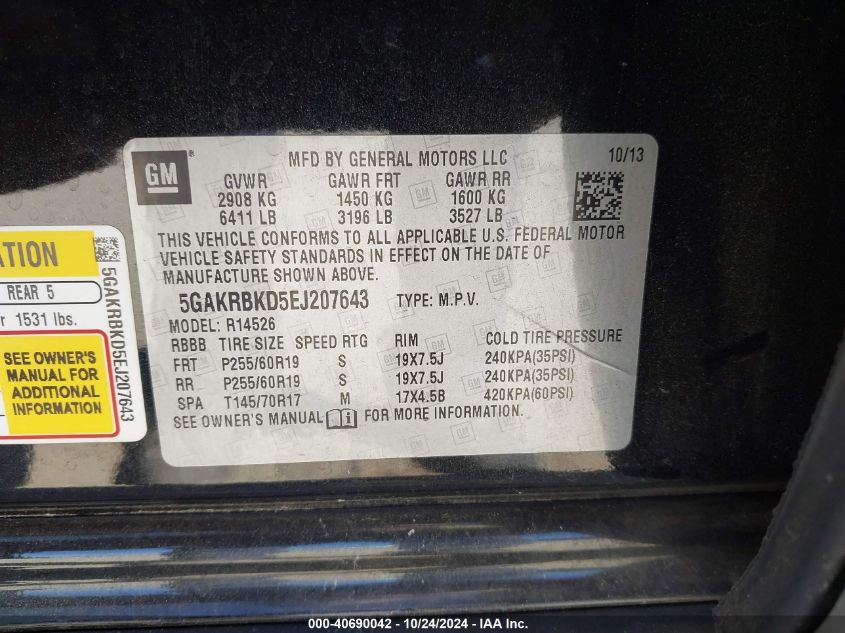 GM
MFD BY GENERAL MOTORS LLC 10/13
GVWR GAWR FRT GAWR RR
2908 KG 1450 KG 1600 KG
6411 LB 3196 LB 3527 LB
THIS VEHICLE CONFORMS TO ALL APPLICABLE U.S. FEDERAL MOTOR
VEHICLE SAFETY STANDARDS IN EFFECT ON THE DATE OF
MANUFACTURE SHOWN ABOVE.
5GAKRBKD5EJ207643 TYPE: M.P.V.
MODEL: R14526
RBBB TIRE SIZE SPEED RTG RIM COLD TIRE PRESSURE
FRT P255/60R19 S 19X7.5J 240KPA(35PSI)
RR P255/60R19 S 19X7.5J 240KPA(35PSI)
SPA T145/70R17 M 17X4.5B 420KPA(60PSI)
SEE OWNER'S MANUAL FOR MORE INFORMATION.
REAR 5
1531 lbs.
SEE OWNER'S
MANUAL FOR
ADDITIONAL
INFORMATION
5GAKRBKD5EJ207643
000-40690042 - 10/24/2024 - IAA Inc.